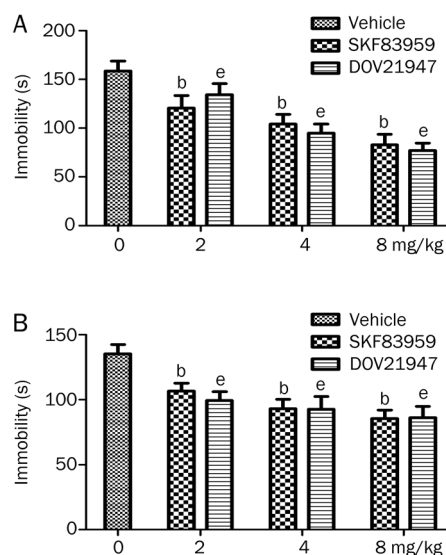 A
200
150
100
50
0
Immobility (s)
Vehicle
SKF83959
DOV21947
b
e
b
e
b
e
0
2
4
8 mg/kg
B
150
100
50
0
Immobility (s)
Vehicle
SKF83959
DOV21947
b
e
b
e
b
e
0
2
4
8 mg/kg